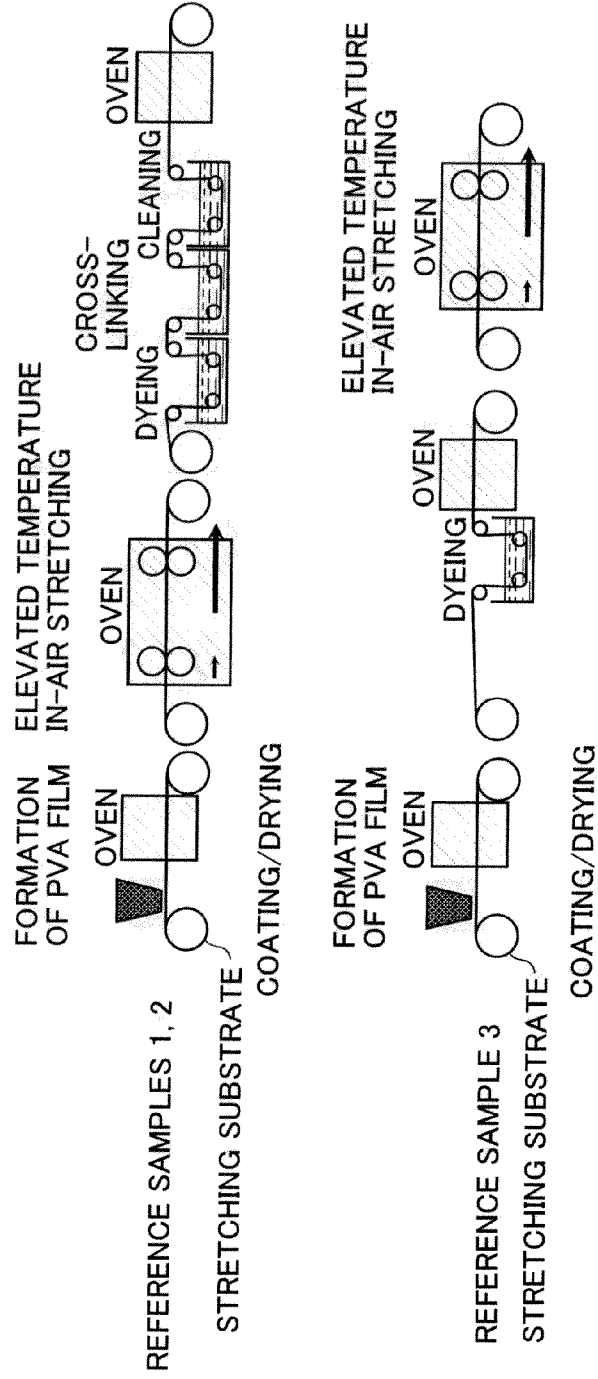 REFERENCE SAMPLES 1, 2
STRETCHING SUBSTRATE
FORMATION
OF PVA FILM
OVEN
COATING/DRYING
ELEVATED TEMPERATURE
IN-AIR STRETCHING
OVEN
DYEING
CROSS-
LINKING
CLEANING
OVEN
REFERENCE SAMPLE 3
STRETCHING SUBSTRATE
FORMATION
OF PVA FILM
OVEN
COATING/DRYING
DYEING
OVEN
ELEVATED TEMPERATURE
IN-AIR STRETCHING
OVEN